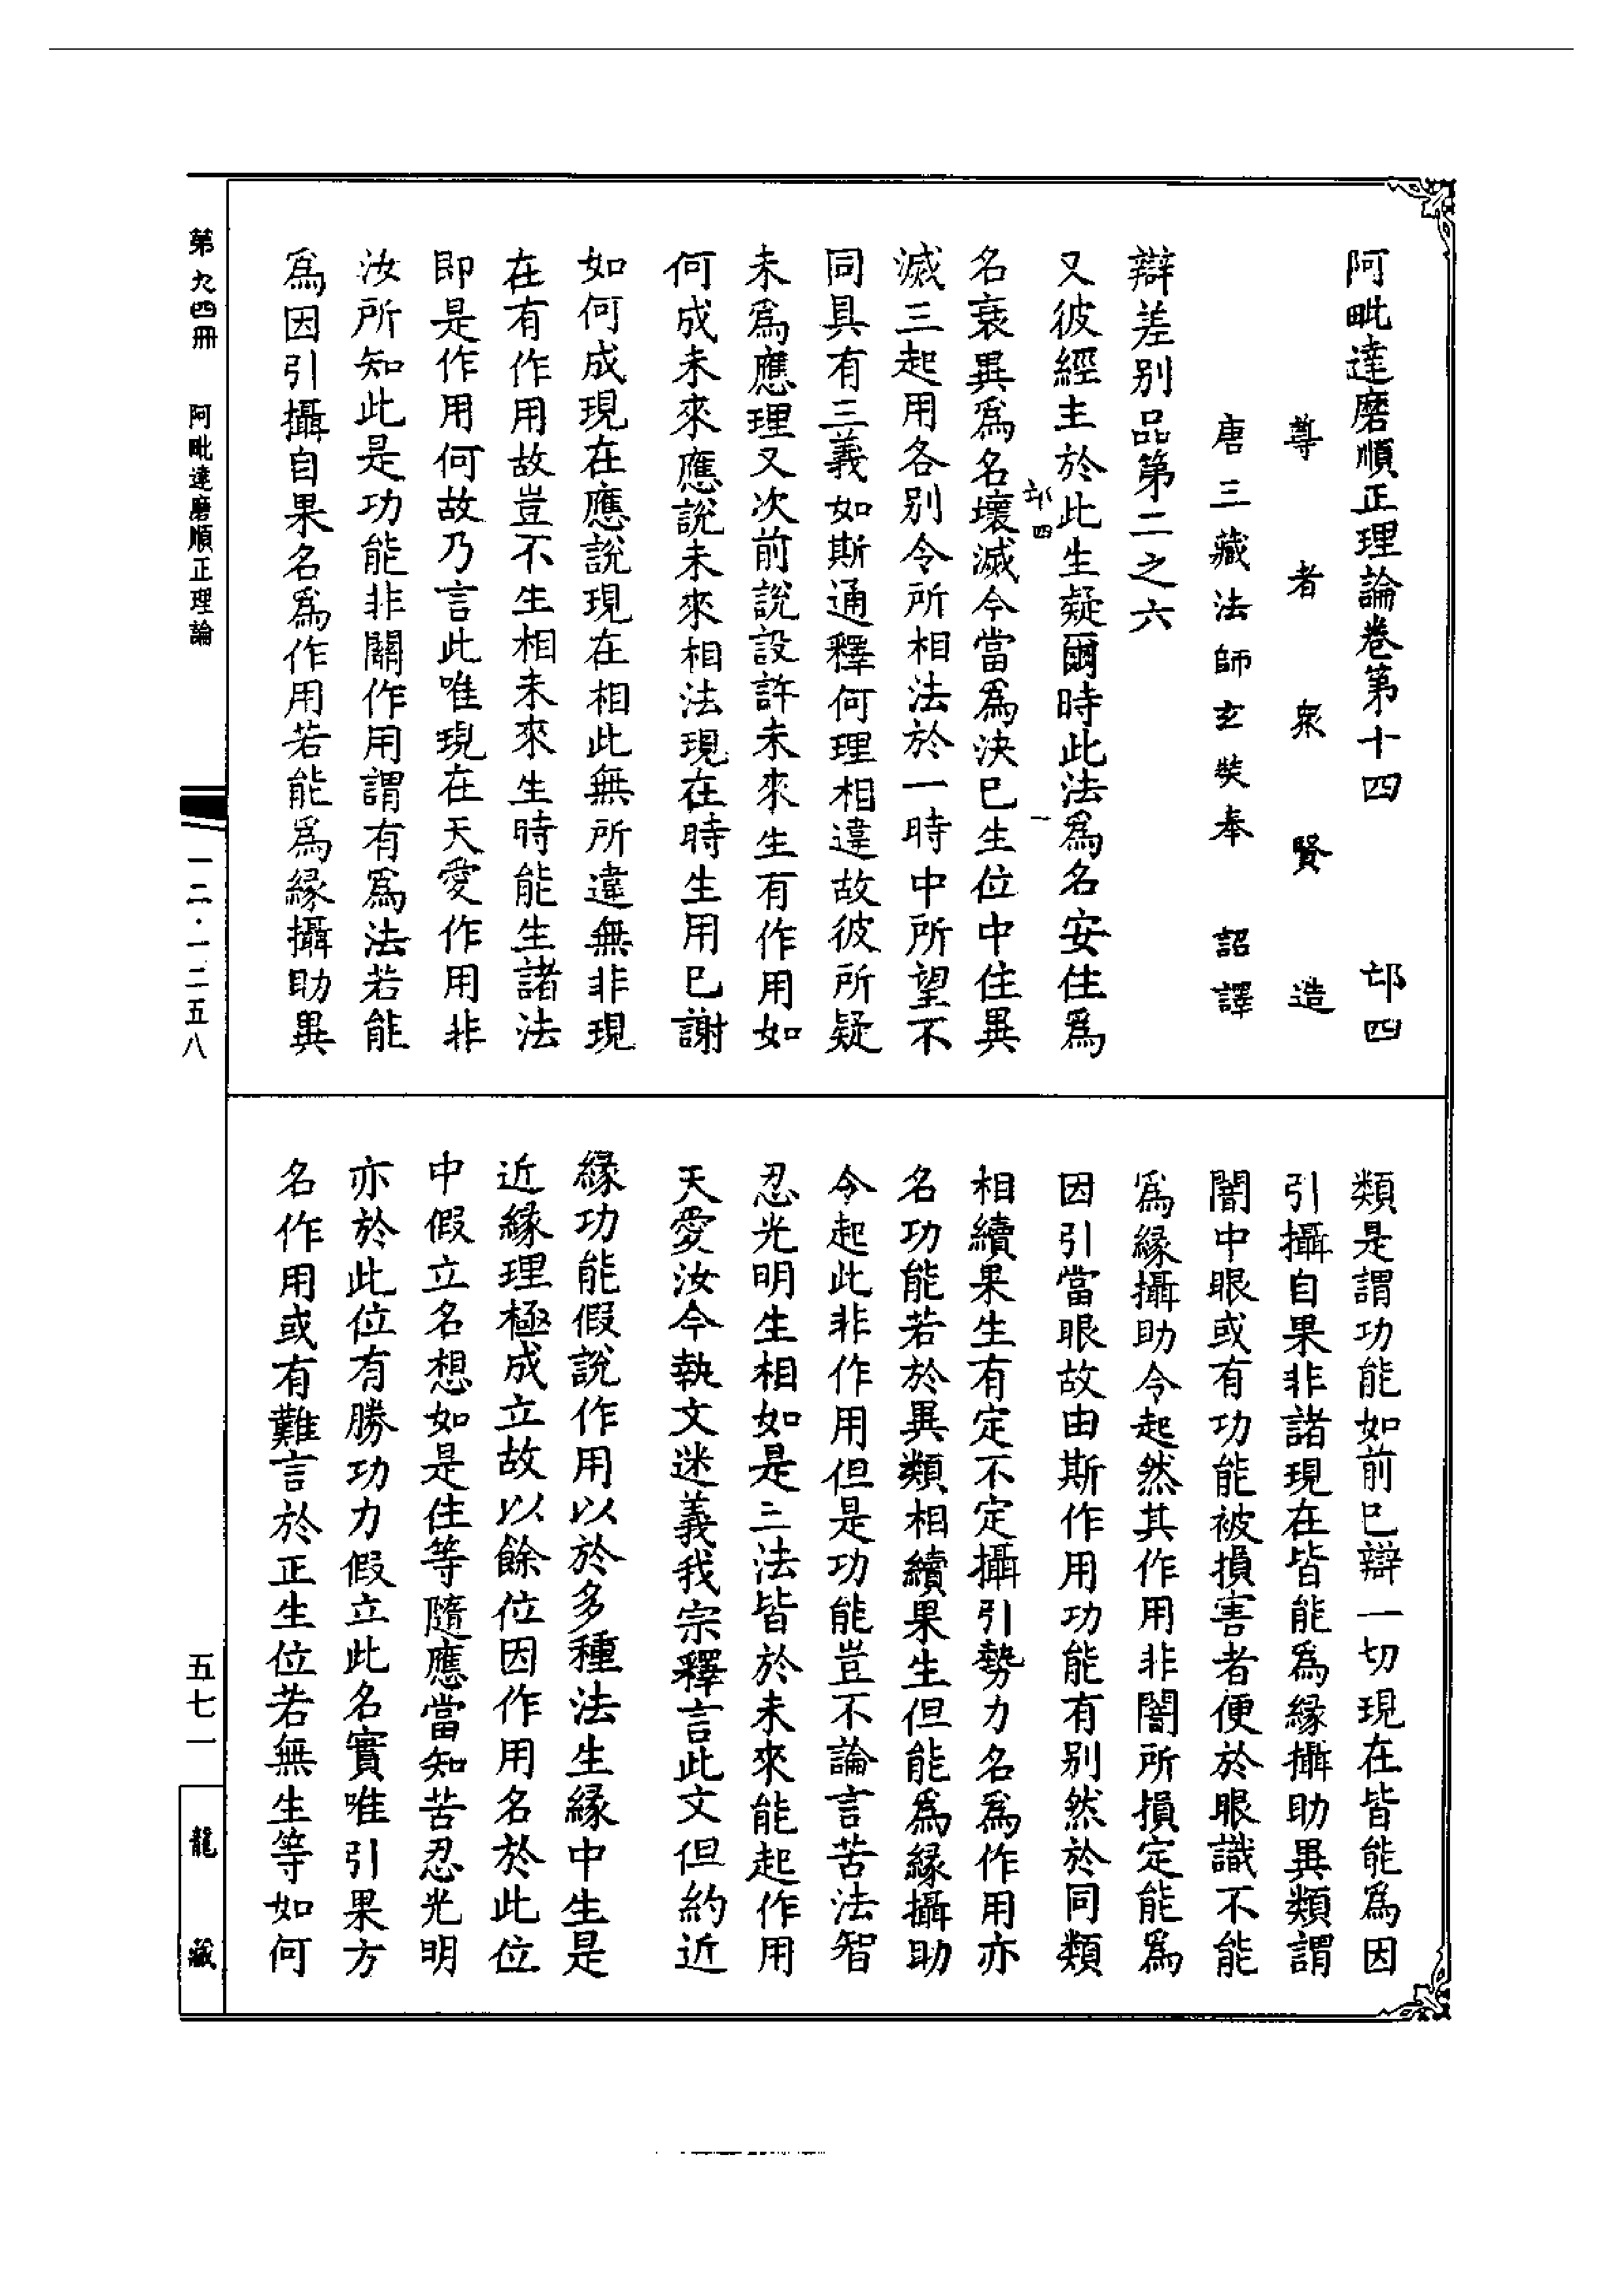 阿毗達磨順正理論卷第十四　邙四
尊者衆賢造
唐三藏法師玄奘奉　詔譯
辯差別品第二之六
又彼經主於此生疑爾時此法爲名安住爲
名衰異爲名壞滅今當爲決已生位中住異
滅三起用各別令所相法於一時中所望不
同具有三義如斯通釋何理相違故彼所疑
未爲應理又次前說設許未來生有作用如
何成未來應說未來相法現在時生用已謝
如何成現在應說現在相此無所違無非現
在有作用故豈不生相未來生時能生諸法
即是作用何故乃言此唯現在天愛作用非
汝所知此是功能非關作用謂有爲法若能
爲因引攝自果名爲作用若能爲緣攝助異
類是謂功能如前已辯一切現在皆能爲因
引攝自果非諸現在皆能爲緣攝助異類謂
闇中眼或有功能被損害者便於眼識不能
爲緣攝助令起然其作用非闇所損定能爲
因引當眼故由斯作用功能有別然於同類
相續果生有定不定攝引勢力名爲作用亦
名功能若於異類相續果生但能爲緣攝助
令起此非作用但是功能豈不論言苦法智
忍光明生相如是三法皆於未來能起作用
天愛汝今執文迷義我宗釋言此文但約近
緣功能假說作用以於多種法生緣中生是
近緣理極成立故以餘位因作用名於此位
中假立名想如是住等隨應當知苦忍光明
亦於此位有勝功力假立此名實唯引果方
名作用或有難言於正生位若無生等如何
邙四
一
第九四冊　阿毗達磨順正理論
一二·一二五八
五七一
龍藏